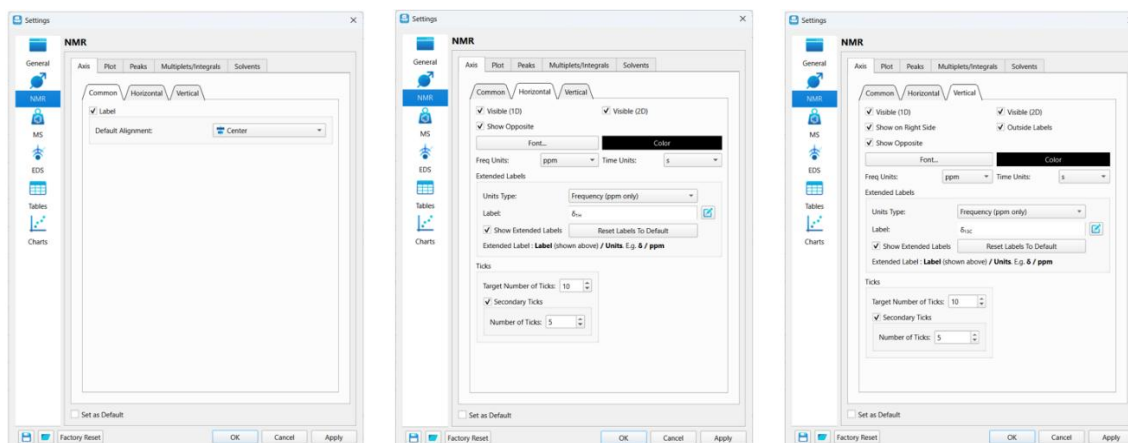 Settings
NMR
General
NMR
MS
EDS
Tables
Charts
Axis Plot Peaks Multiplets/Integrals Solvents
Common Horizontal Vertical
Label
Default Alignment: Center
Set as Default
Factory Reset OK Cancel Apply
Settings
NMR
General
NMR
MS
EDS
Tables
Charts
Axis Plot Peaks Multiplets/Integrals Solvents
Common Horizontal Vertical
Visible (1D) Visible (2D)
Show Opposite
Font... Color
Freq Units: ppm Time Units: s
Extended Labels
Units Type: Frequency (ppm only)
Label: δ₁H
Show Extended Labels Reset Labels To Default
Extended Label : Label (shown above) / Units. E.g. δ / ppm
Ticks
Target Number of Ticks: 10
Secondary Ticks
Number of Ticks: 5
Set as Default
Factory Reset OK Cancel Apply
Settings
NMR
General
NMR
MS
EDS
Tables
Charts
Axis Plot Peaks Multiplets/Integrals Solvents
Common Horizontal Vertical
Visible (1D) Visible (2D)
Show on Right Side Outside Labels
Show Opposite
Font... Color
Freq Units: ppm Time Units: s
Extended Labels
Units Type: Frequency (ppm only)
Label: δ₁₃C
Show Extended Labels Reset Labels To Default
Extended Label : Label (shown above) / Units. E.g. δ / ppm
Ticks
Target Number of Ticks: 10
Secondary Ticks
Number of Ticks: 5
Set as Default
Factory Reset OK Cancel Apply